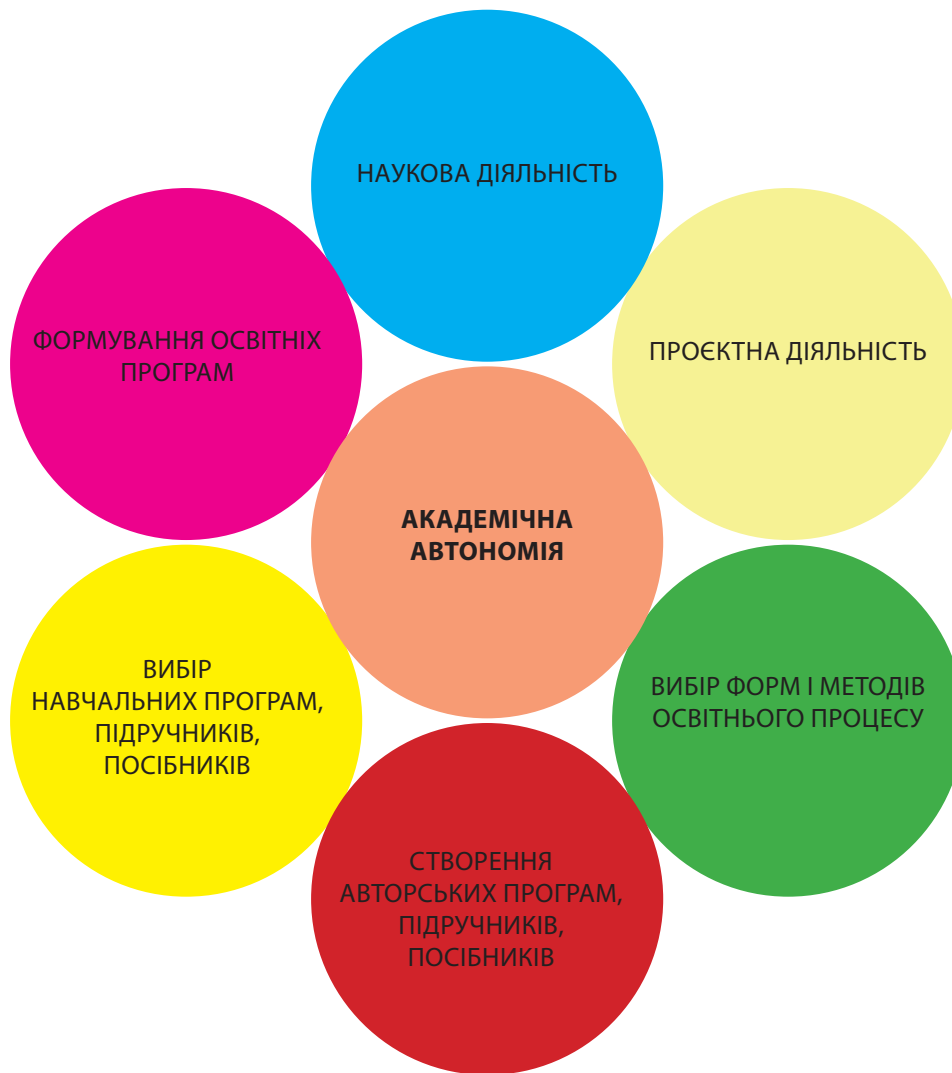 НАУКОВА ДІЯЛЬНІСТЬ
ФОРМУВАННЯ ОСВІТНІХ
ПРОГРАМ
ПРОЄКТНА ДІЯЛЬНІСТЬ
АКАДЕМІЧНА
АВТОНОМІЯ
ВИБІР
НАВЧАЛЬНИХ ПРОГРАМ,
ПІДРУЧНИКІВ,
ПОСІБНИКІВ
ВИБІР ФОРМ І МЕТОДІВ
ОСВІТНЬОГО ПРОЦЕСУ
СТВОРЕННЯ
АВТОРСЬКИХ ПРОГРАМ,
ПІДРУЧНИКІВ,
ПОСІБНИКІВ